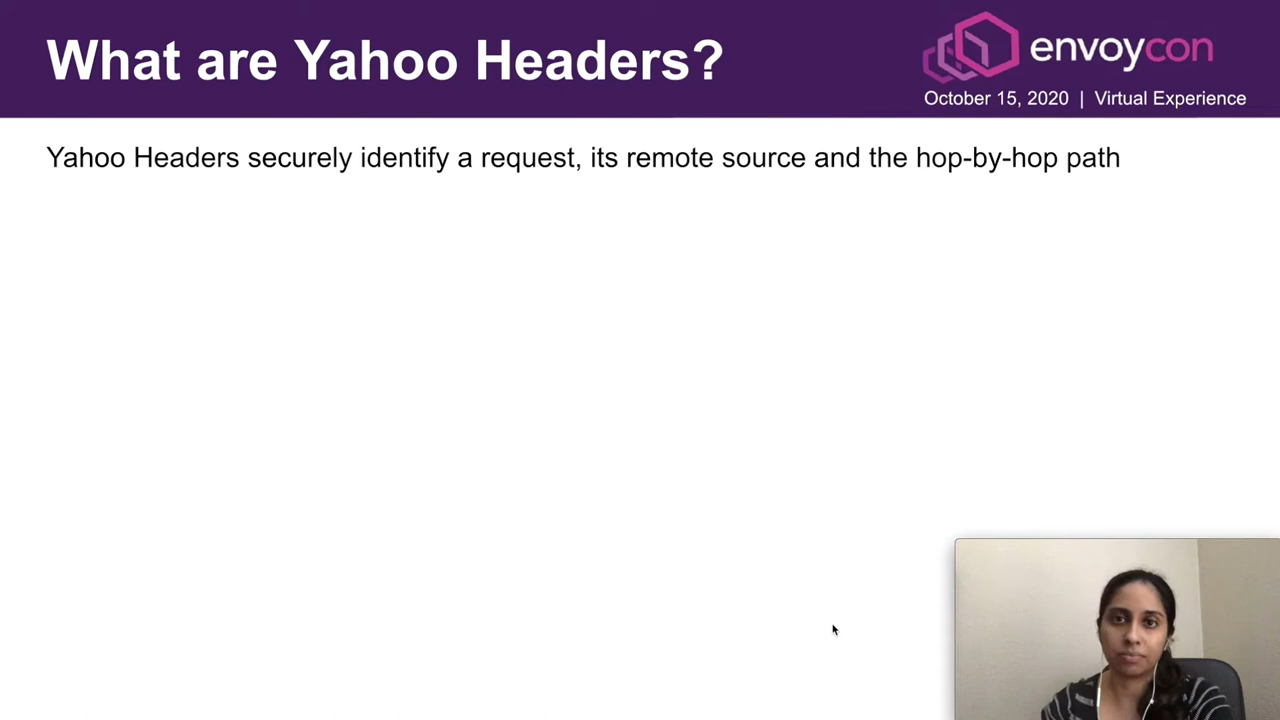 What are Yahoo Headers?
envoycon
October 15, 2020 | Virtual Experience
Yahoo Headers securely identify a request, its remote source and the hop-by-hop path